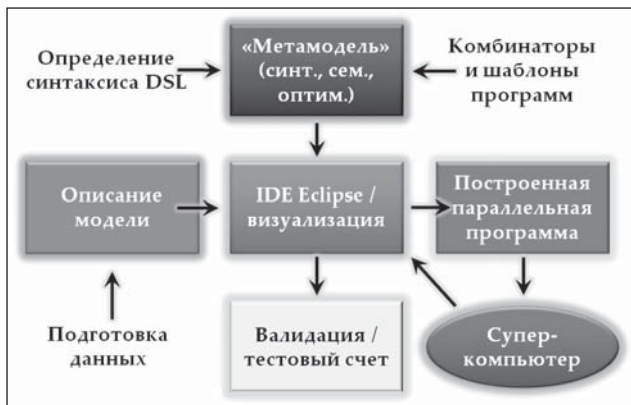 Определение
синтаксиса DSL
«Метамодель»
(синт., сем.,
оптим.)
Комбинаторы
и шаблоны
программ
Описание
модели
IDE Eclipse /
визуализация
Построенная
параллельная
программа
Подготовка
данных
Валидация /
тестовый счет
Супер-
компьютер